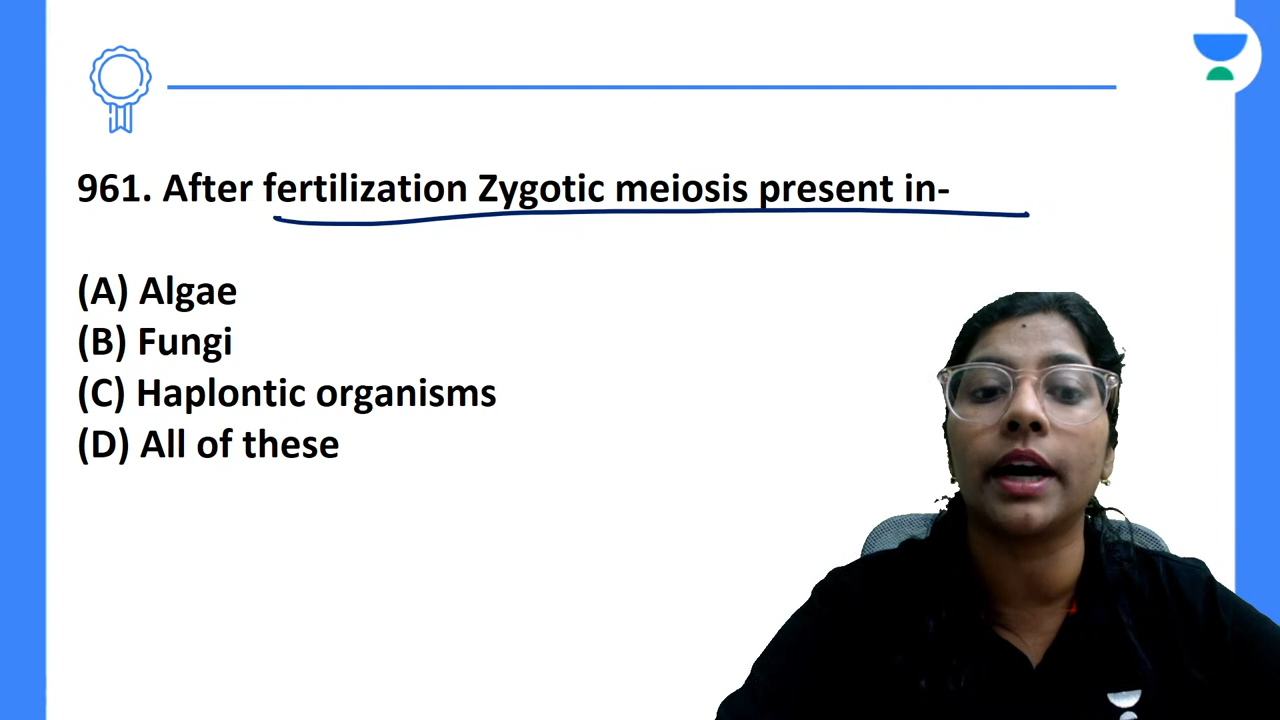 961. After fertilization Zygotic meiosis present in-
(A) Algae
(B) Fungi
(C) Haplontic organisms
(D) All of these